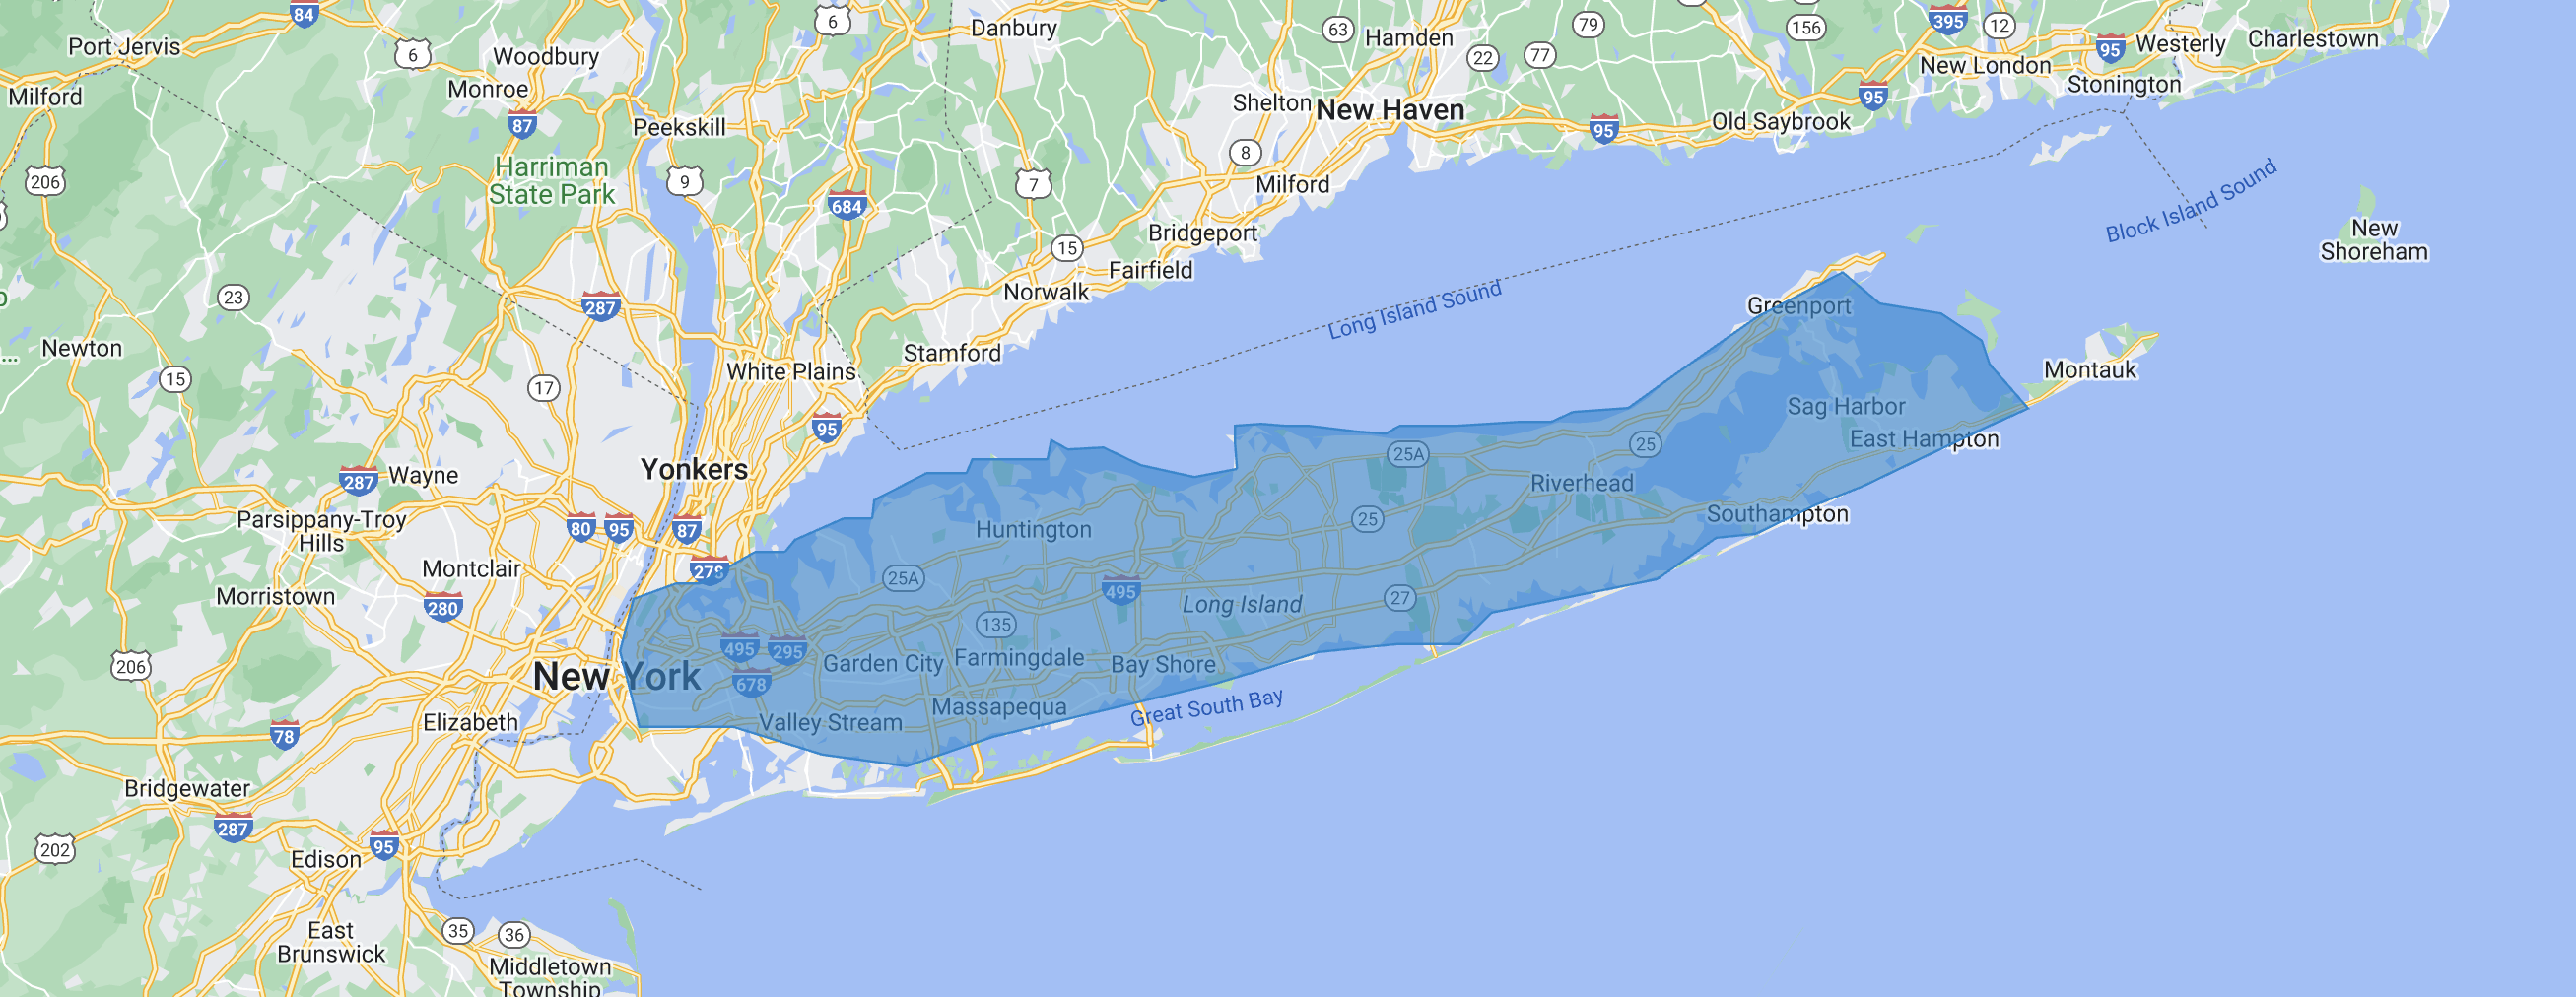 84
6
Danbury
63
Hamden
79
156
395
12
Westerly
Charlestown
Port Jervis
6
Woodbury
22
77
95
New London
Stonington
Milford
Monroe
87
Peekskill
Shelton
New Haven
95
Old Saybrook
95
206
Harriman
State Park
9
684
7
8
Milford
Block Island Sound
New
Shoreham
15
Bridgeport
Fairfield
23
287
Norwalk
Long Island Sound
Greenport
Newton
...
15
17
White Plains
Stamford
Montauk
95
Sag Harbor
East Hampton
287
Wayne
Yonkers
25A
25
Riverhead
Parsippany-Troy
Hills
80
95
87
Huntington
25
Southampton
Montclair
278
25A
495
Morristown
280
Long Island
27
135
206
New York
495
295
678
Garden City
Farmingdale
Bay Shore
Elizabeth
Valley Stream
Massapequa
Great South Bay
78
Bridgewater
287
202
Edison
95
East
Brunswick
35
36
Middletown
Township